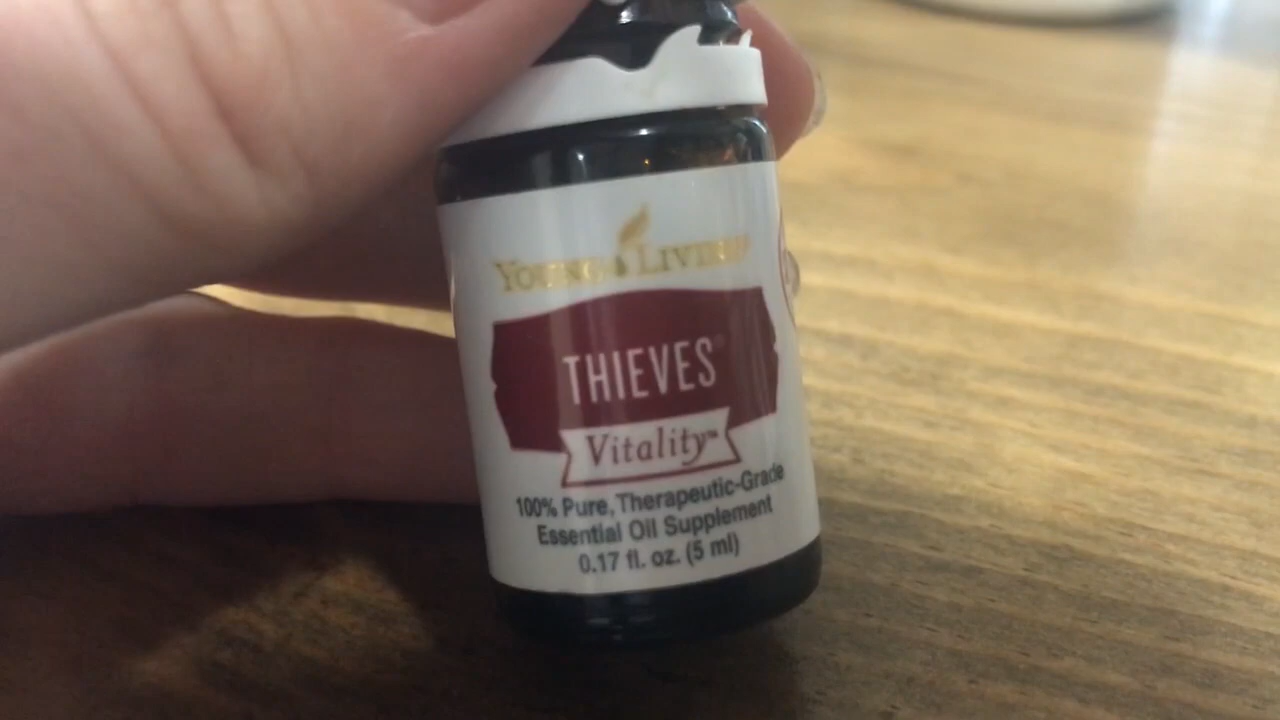 YOUNG LIVING
THIEVES®
Vitality™
100% Pure, Therapeutic-Grade
Essential Oil Supplement
0.17 fl. oz. (5 ml)